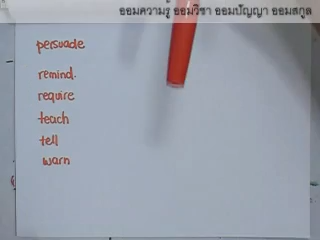 ออมความรู้ ออมวิชา ออมปัญญา ออมสกูล
persuade
remind.
require
teach
tell
warn